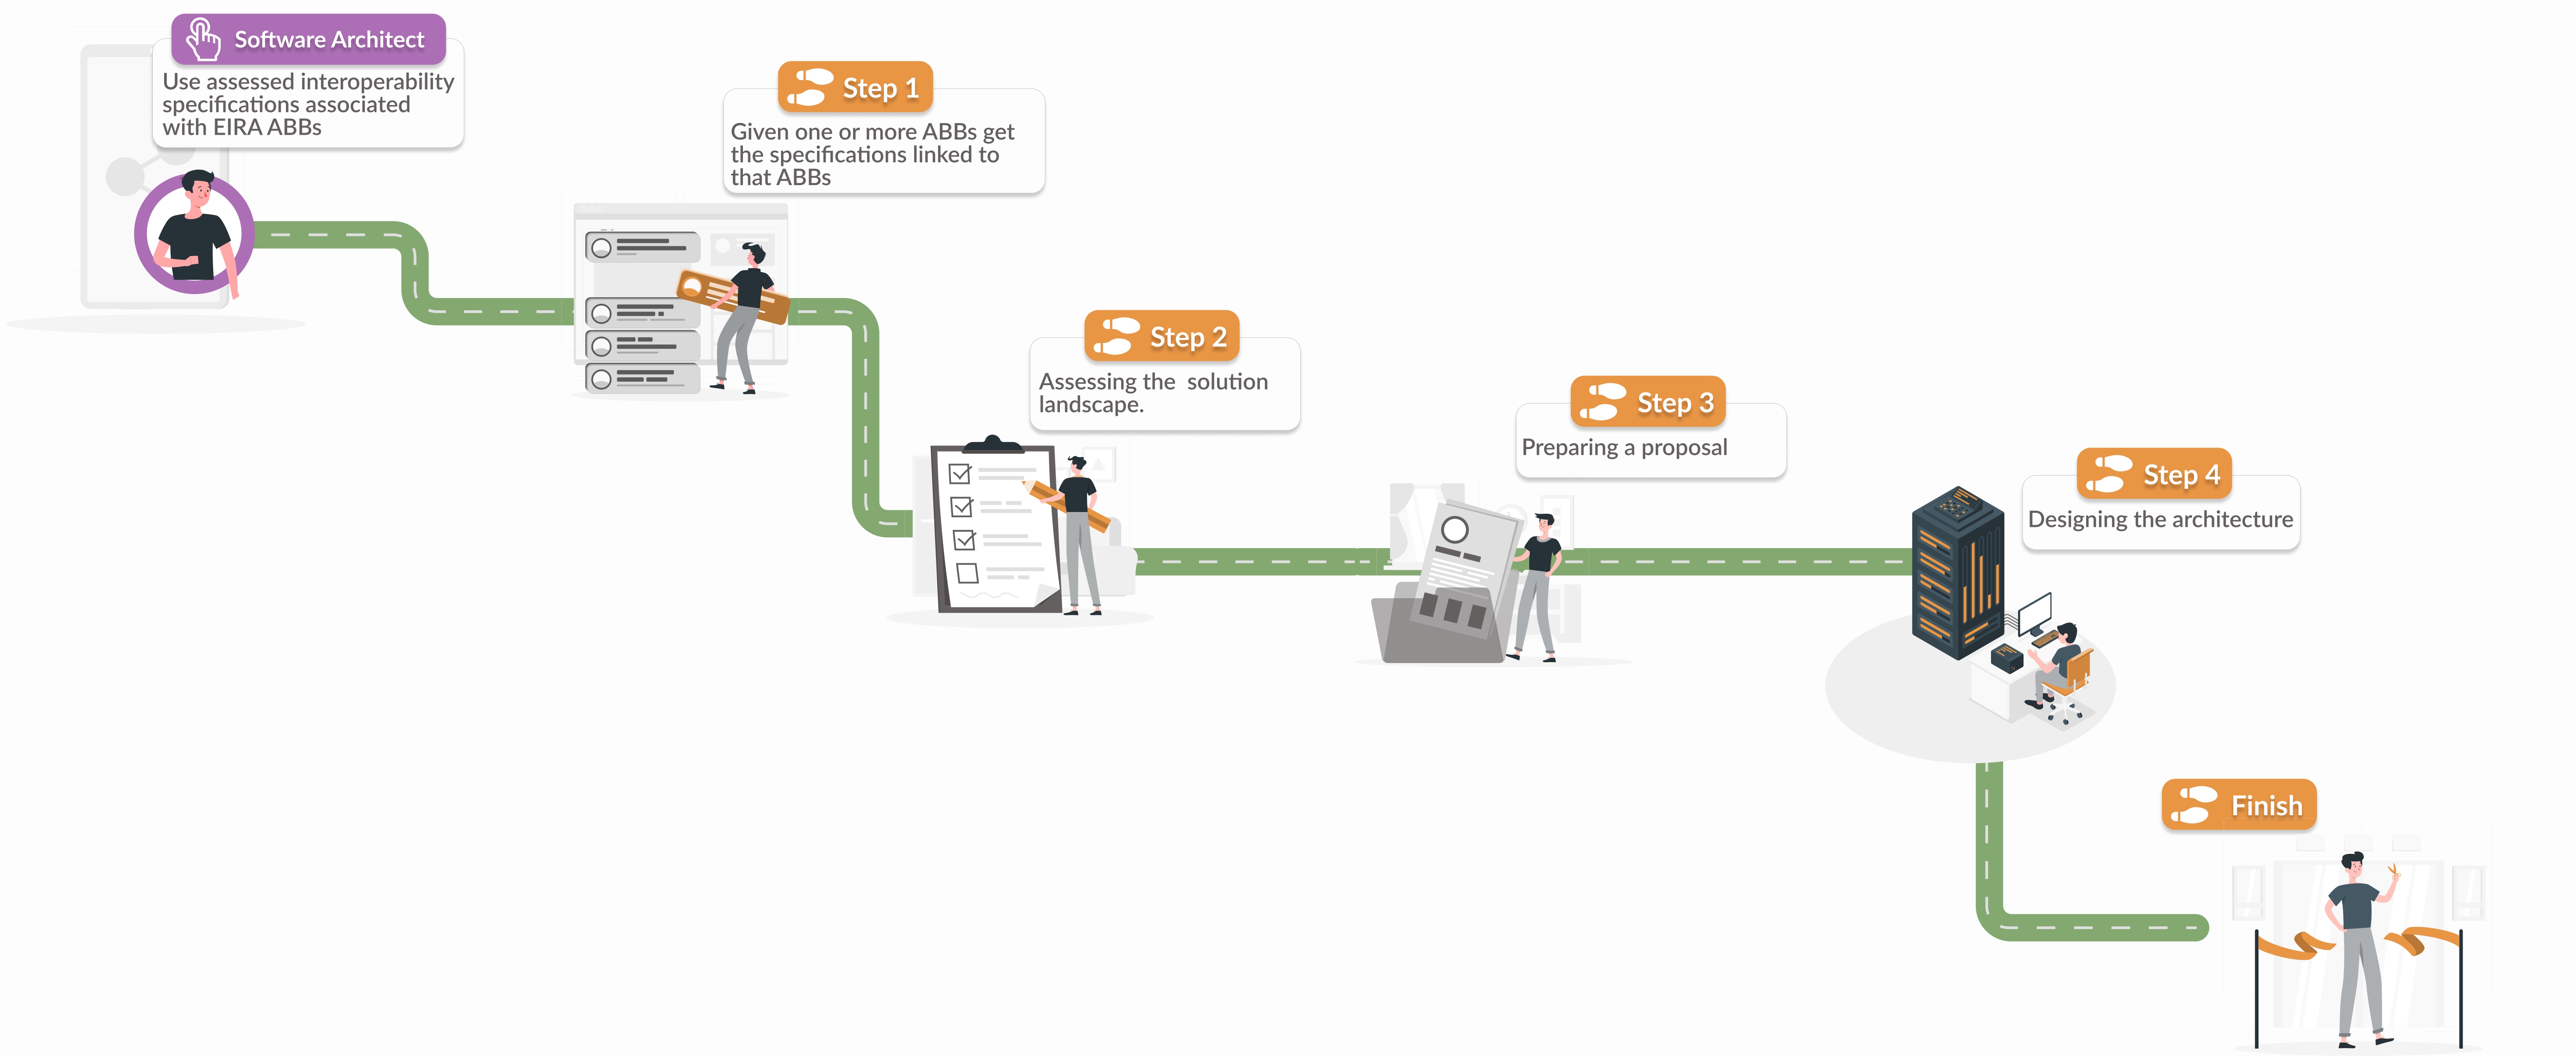 Software Architect
Use assessed interoperability
specifications associated
with EIRA ABBs
Step 1
Given one or more ABBs get
the specifications linked to
that ABBs
Step 2
Assessing the  solution
landscape.
Step 3
Preparing a proposal
Step 4
Designing the architecture
Finish